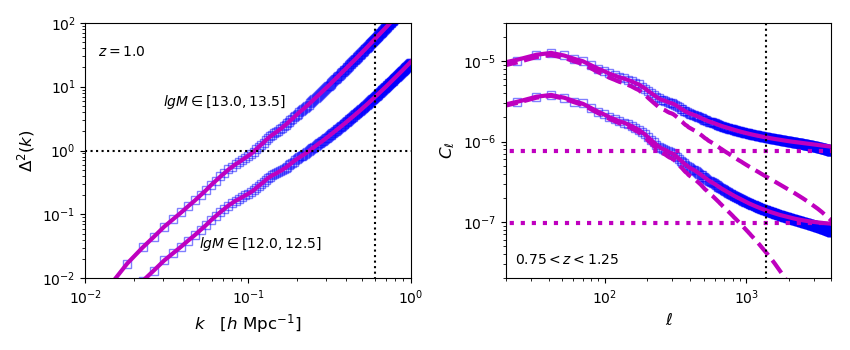 z = 1.0
lgM ∈ [13.0, 13.5]
lgM ∈ [12.0, 12.5]
Δ²(k)
10²
10¹
10⁰
10⁻¹
10⁻²
10⁻² 10⁻¹ 10⁰
k [h Mpc⁻¹]
Cℓ
10⁻⁵
10⁻⁶
10⁻⁷
0.75 < z < 1.25
10² 10³
ℓ